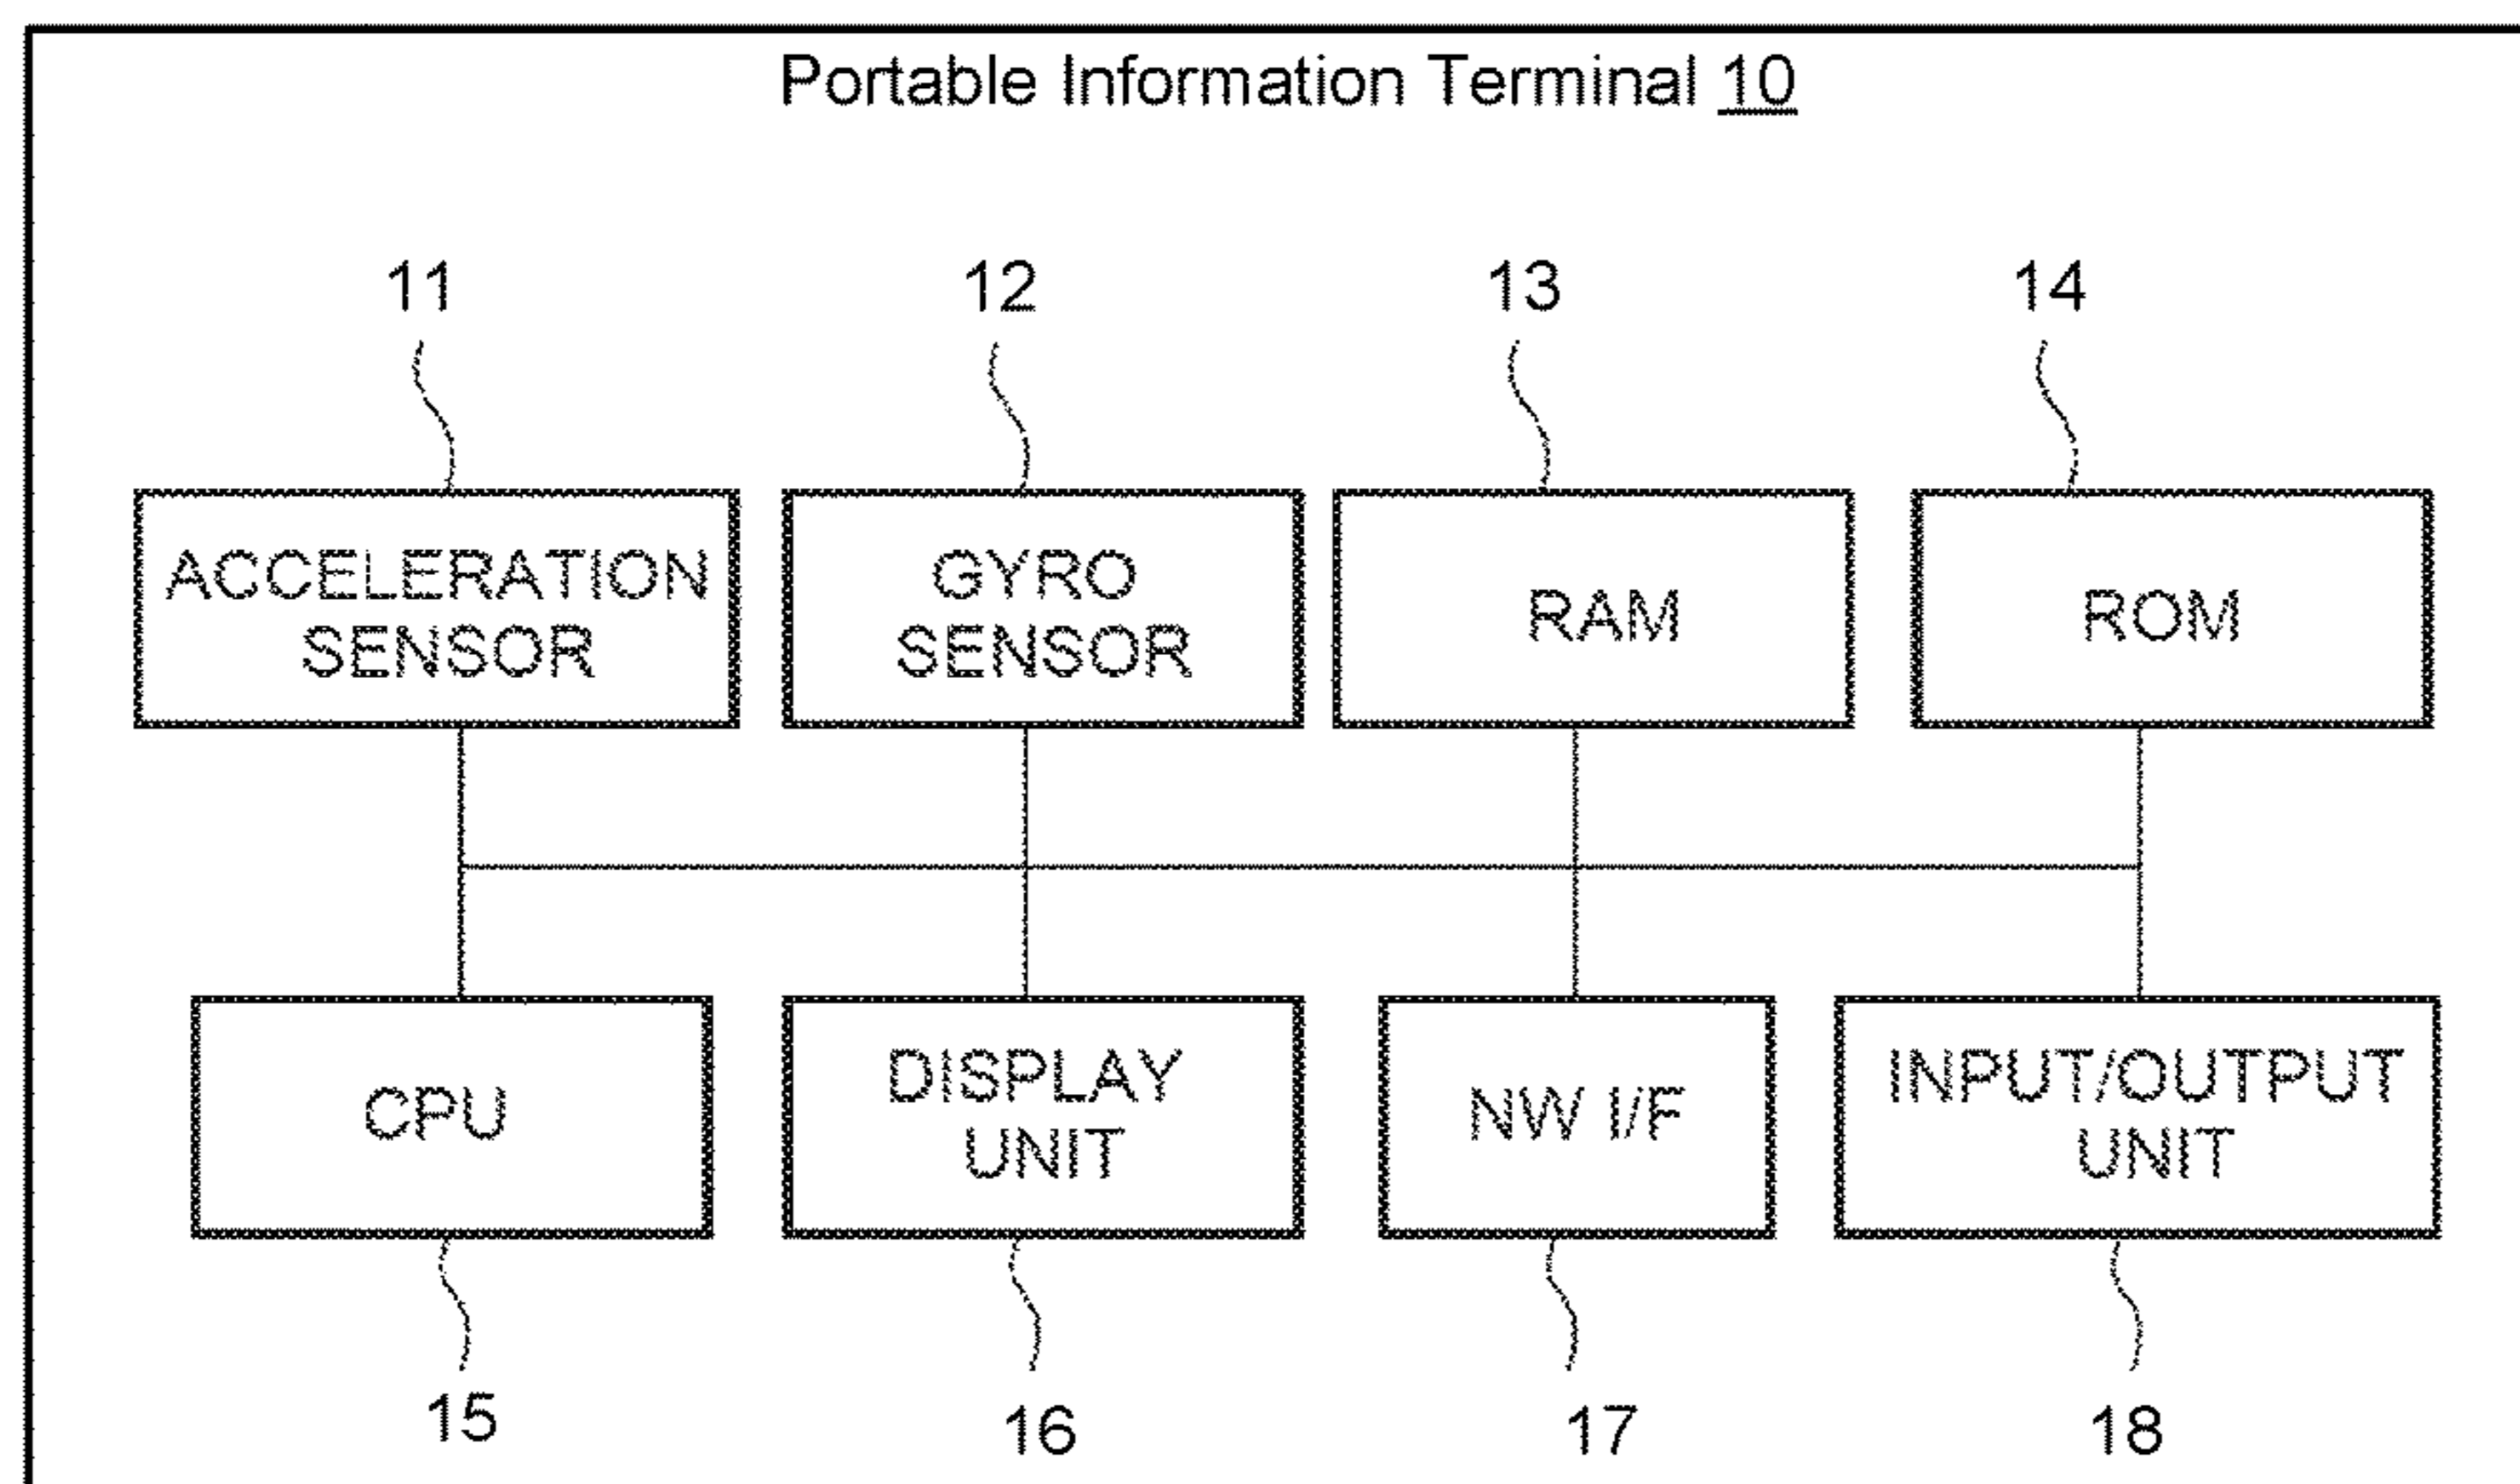 Portable Information Terminal 10
11 12 13 14
ACCELERATION SENSOR
GYRO SENSOR
RAM
ROM
CPU
DISPLAY UNIT
NW I/F
INPUT/OUTPUT UNIT
15 16 17 18